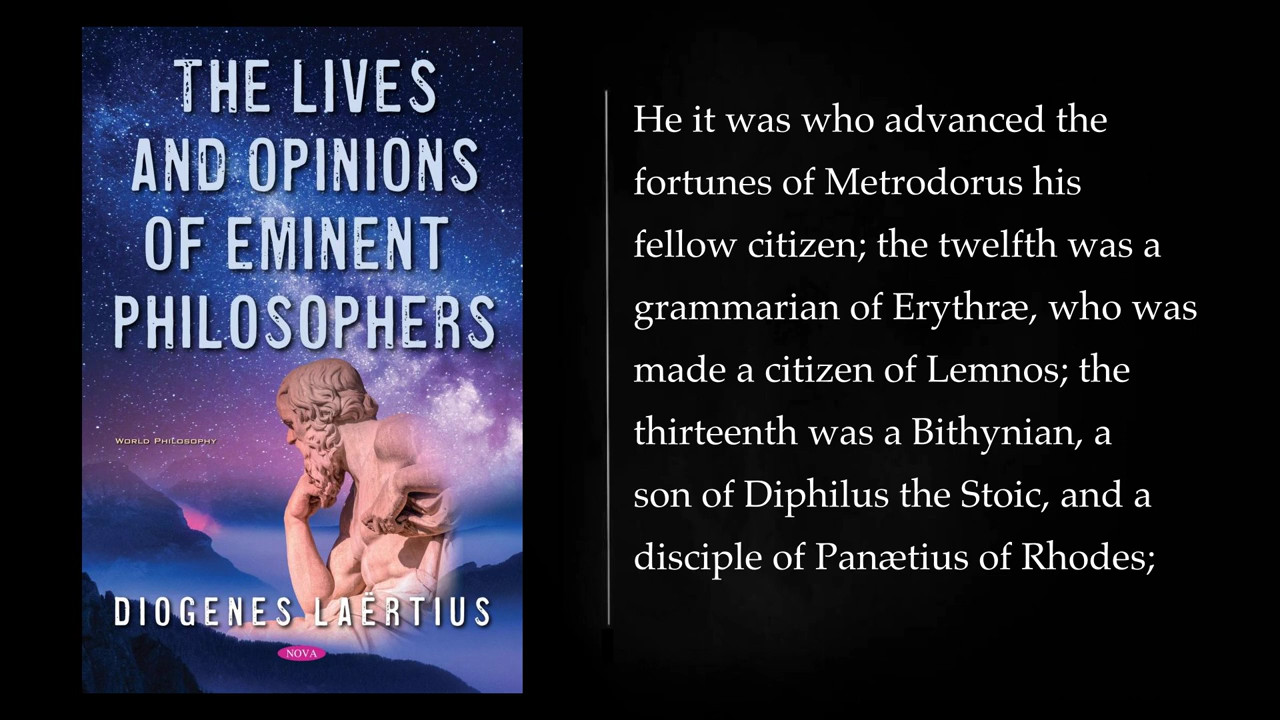 THE LIVES
AND OPINIONS
OF EMINENT
PHILOSOPHERS
WORLD PHILOSOPHY
DIOGENES LAËRTIUS
NOVA
He it was who advanced the
fortunes of Metrodorus his
fellow citizen; the twelfth was a
grammarian of Erythræ, who was
made a citizen of Lemnos; the
thirteenth was a Bithynian, a
son of Diphilus the Stoic, and a
disciple of Panætius of Rhodes;